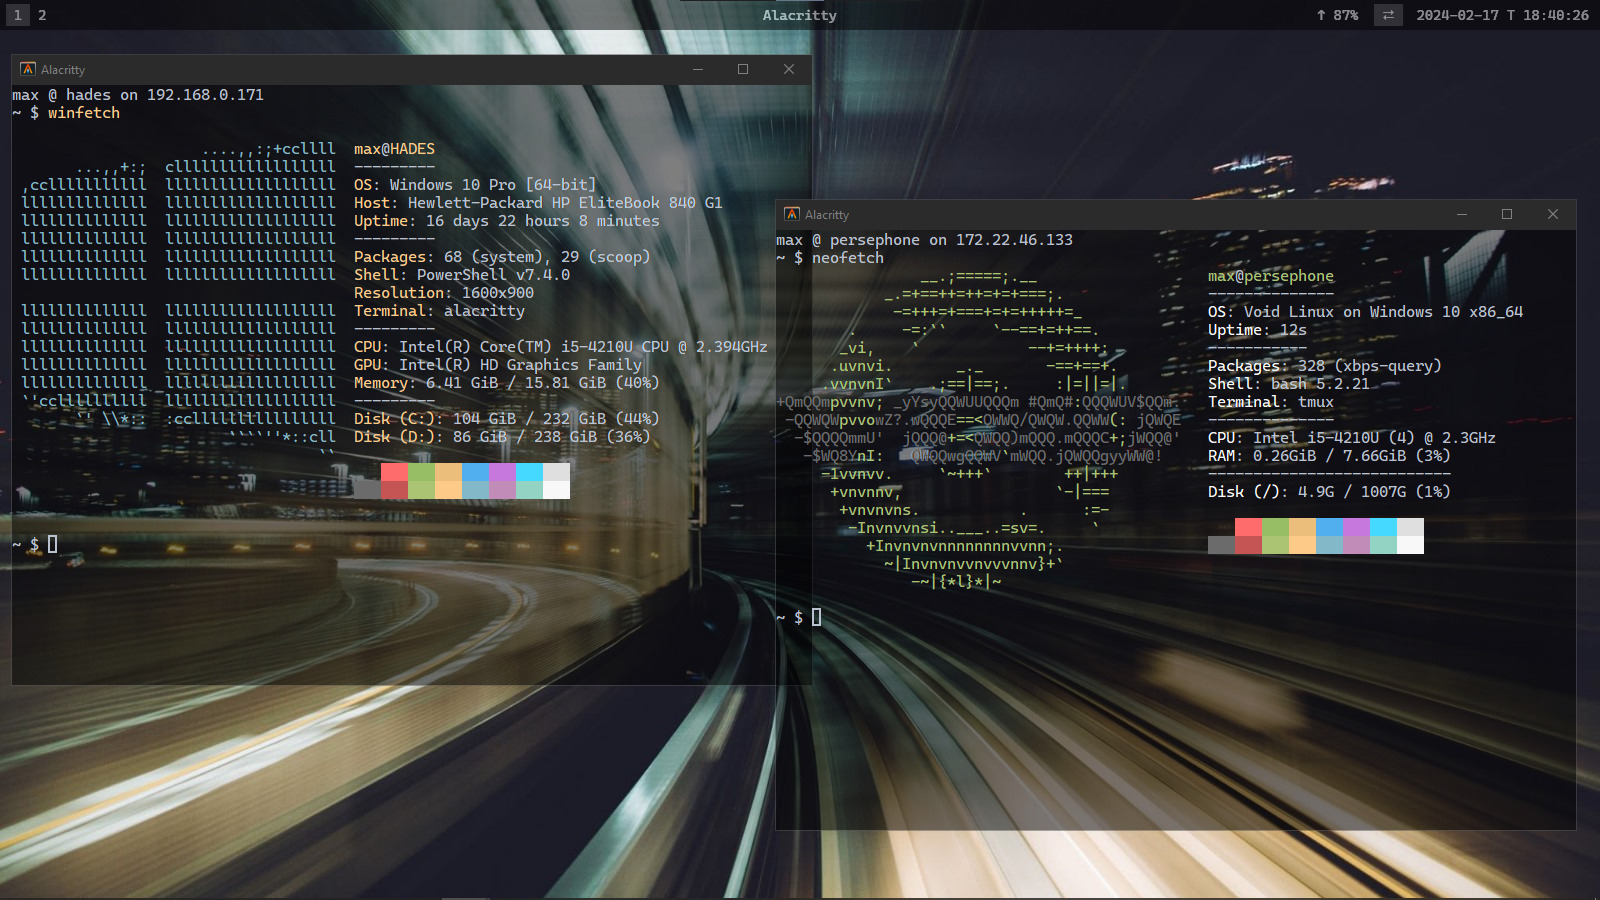 1 2
Alacritty
↑ 87% ⇄ 2024-02-17 T 18:40:26
Alacritty
max @ hades on 192.168.0.171
~ $ winfetch
max@HADES
---------
OS: Windows 10 Pro [64-bit]
Host: Hewlett-Packard HP EliteBook 840 G1
Uptime: 16 days 22 hours 8 minutes
---------
Packages: 68 (system), 29 (scoop)
Shell: PowerShell v7.4.0
Resolution: 1600x900
Terminal: alacritty
---------
CPU: Intel(R) Core(TM) i5-4210U CPU @ 2.394GHz
GPU: Intel(R) HD Graphics Family
Memory: 6.41 GiB / 15.81 GiB (40%)
---------
Disk (C:): 104 GiB / 232 GiB (44%)
Disk (D:): 86 GiB / 238 GiB (36%)
~ $
Alacritty
max @ persephone on 172.22.46.133
~ $ neofetch
max@persephone
--------------
OS: Void Linux on Windows 10 x86_64
Uptime: 12s
-----------
Packages: 328 (xbps-query)
Shell: bash 5.2.21
Terminal: tmux
--------------
CPU: Intel i5-4210U (4) @ 2.3GHz
RAM: 0.26GiB / 7.66GiB (3%)
---------------------------
Disk (/): 4.9G / 1007G (1%)
~ $